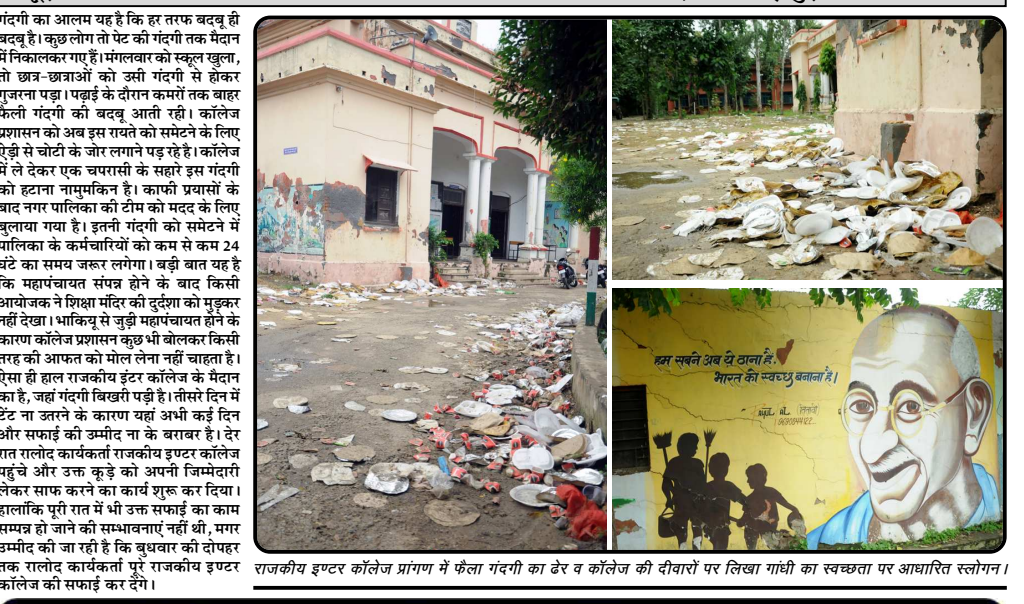 गंदगी का आलम यह है कि हर तरफ बदबू ही
बदबू है। कुछ लोग तो पेट की गंदगी तक मैदान
में निकालकर गए हैं। मंगलवार को स्कूल खुला,
तो छात्र-छात्राओं को उसी गंदगी से होकर
गुजरना पड़ा। पढ़ाई के दौरान कमरों तक बाहर
फैली गंदगी की बदबू आती रही। कॉलेज
प्रशासन को अब इस रायते को समेटने के लिए
ऐड़ी से चोटी के जोर लगाने पड़ रहे है। कॉलेज
में ले देकर एक चपरासी के सहारे इस गंदगी
को हटाना नामुमकिन है। काफी प्रयासों के
बाद नगर पालिका की टीम को मदद के लिए
बुलाया गया है। इतनी गंदगी को समेटने में
पालिका के कर्मचारियों को कम से कम 24
घंटे का समय जरूर लगेगा। बड़ी बात यह है
कि महापंचायत संपन्न होने के बाद किसी
आयोजक ने शिक्षा मंदिर की दुर्दशा को मुड़कर
नहीं देखा। भाकियू से जुड़ी महापंचायत होने के
कारण कॉलेज प्रशासन कुछ भी बोलकर किसी
तरह की आफत को मोल लेना नहीं चाहता है।
ऐसा ही हाल राजकीय इंटर कॉलेज के मैदान
का है, जहां गंदगी बिखरी पड़ी है। तीसरे दिन में
टेंट ना उतरने के कारण यहां अभी कई दिन
और सफाई की उम्मीद ना के बराबर है। देर
रात रालोद कार्यकर्ता राजकीय इण्टर कॉलेज
पहुंचे और उक्त कूड़े को अपनी जिम्मेदारी
लेकर साफ करने का कार्य शुरू कर दिया।
हालांकि पूरी रात में भी उक्त सफाई का काम
सम्पन्न हो जाने की सम्भावनाएं नहीं थी, मगर
उम्मीद की जा रही है कि बुधवार की दोपहर
तक रालोद कार्यकर्ता पूरे राजकीय इण्टर
कॉलेज की सफाई कर देंगे।
हम सबने अब ये ठाना है,
भारत को स्वच्छ बनाना है।
राजकीय इण्टर कॉलेज प्रांगण में फैला गंदगी का ढेर व कॉलेज की दीवारों पर लिखा गांधी का स्वच्छता पर आधारित स्लोगन।